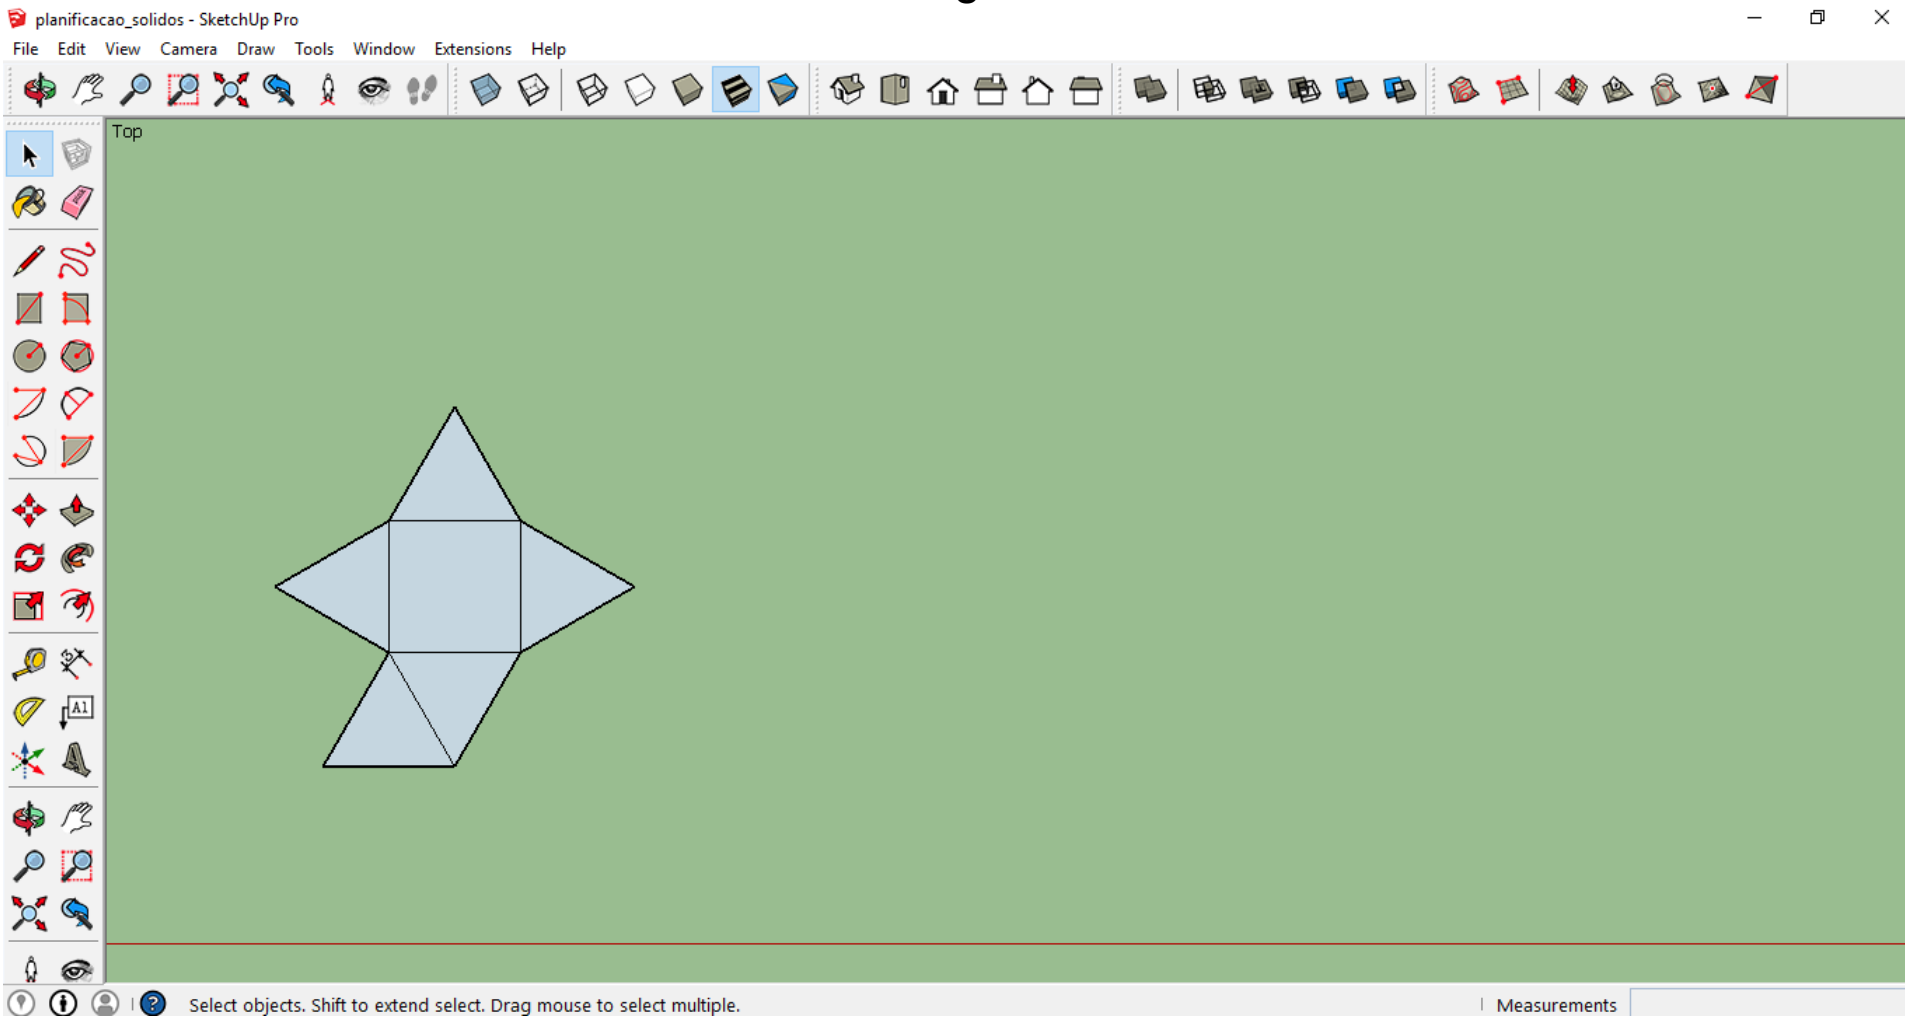 planificacao_solidos - SketchUp Pro
File Edit View Camera Draw Tools Window Extensions Help
Top
A1
Select objects. Shift to extend select. Drag mouse to select multiple.
Measurements